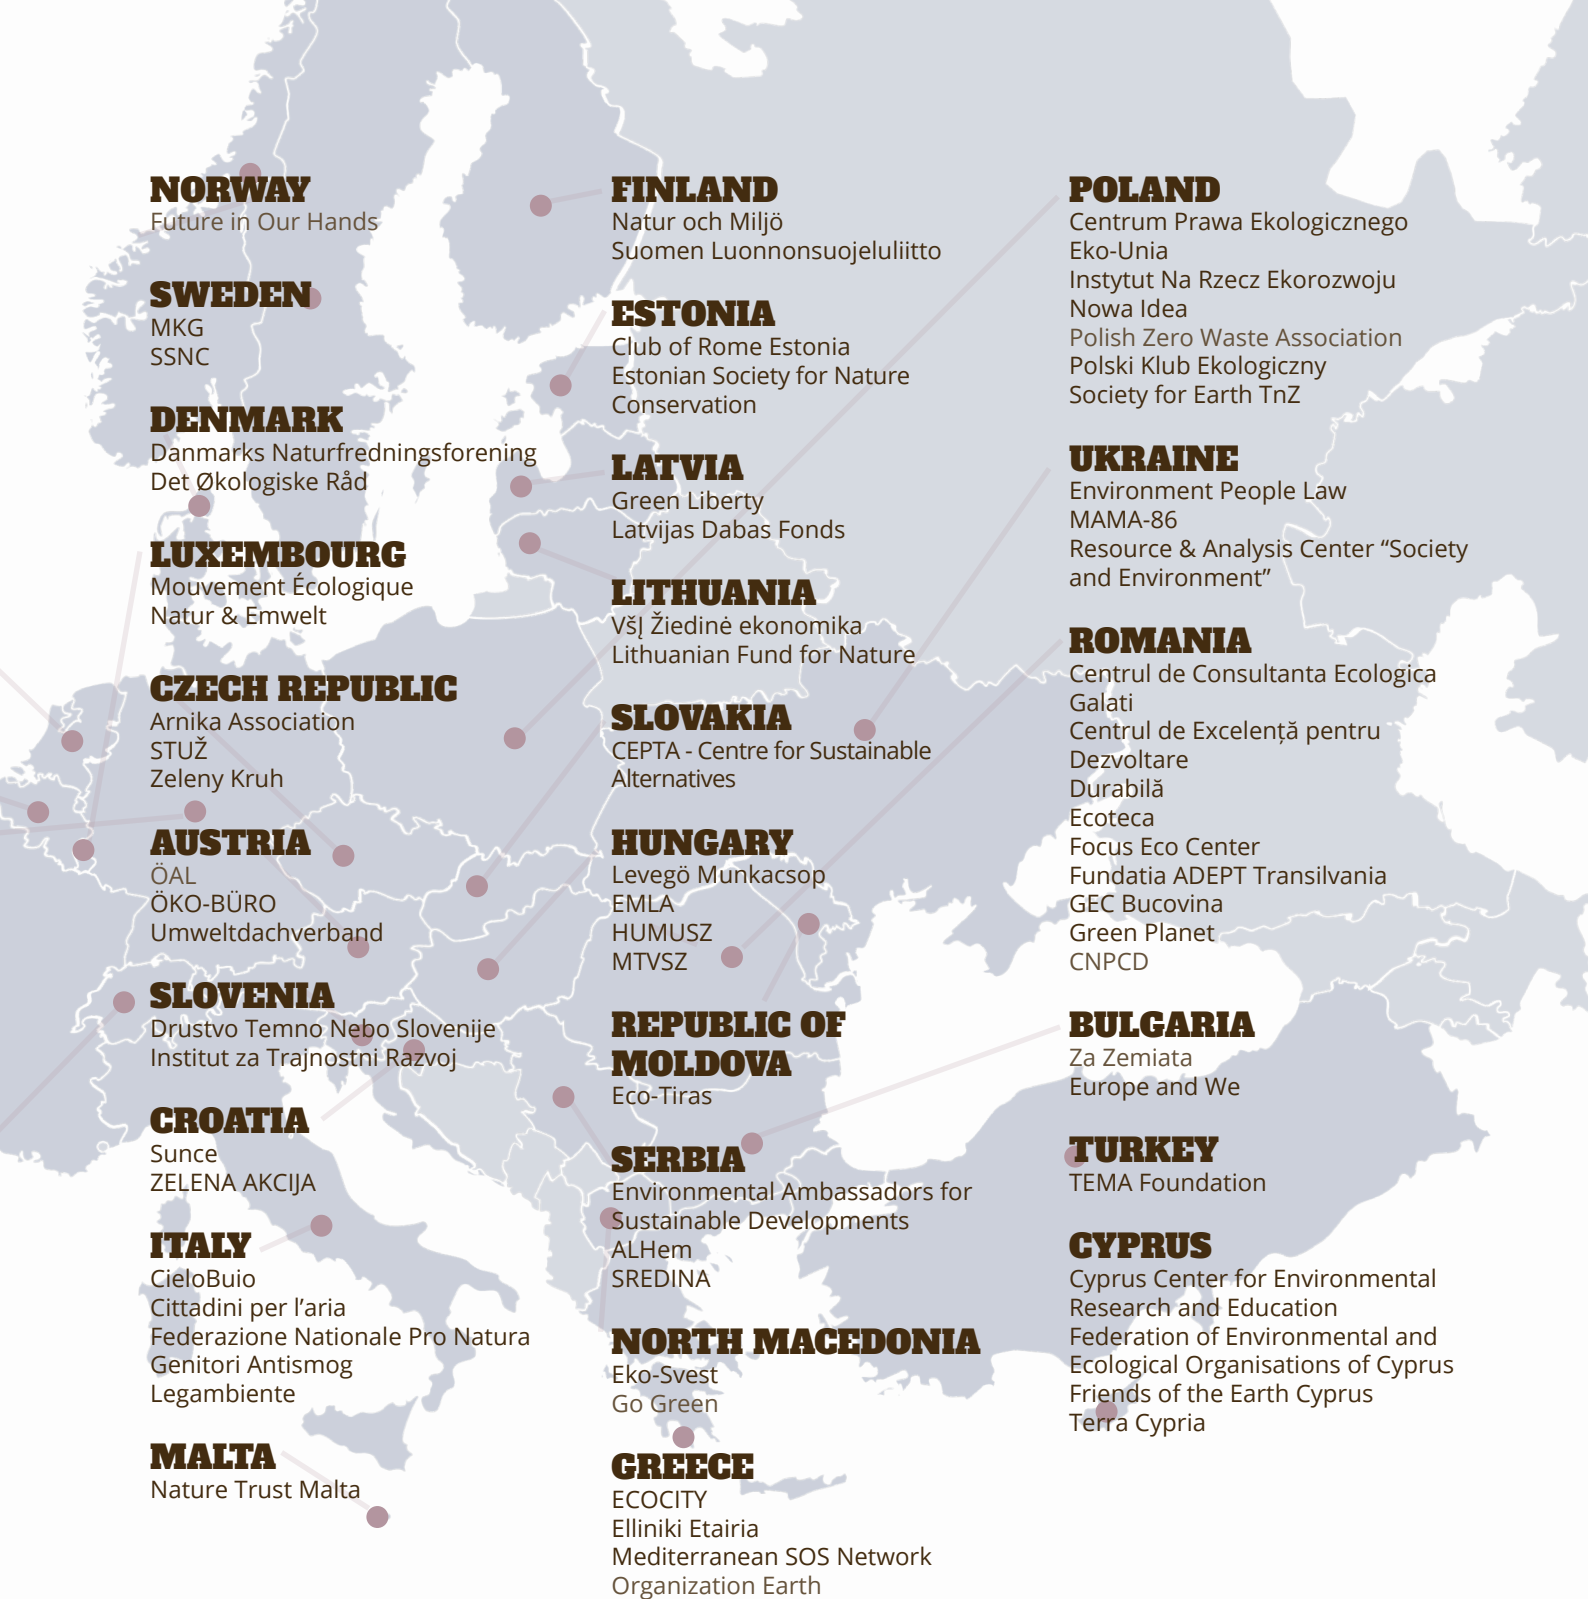 NORWAY
Future in Our Hands
SWEDEN
MKG
SSNC
DENMARK
Danmarks Naturfredningsforening
Det Økologiske Råd
LUXEMBOURG
Mouvement Écologique
Natur & Emwelt
CZECH REPUBLIC
Arnika Association
STUŽ
Zeleny Kruh
AUSTRIA
ÖAL
ÖKO-BÜRO
Umweltdachverband
SLOVENIA
Drustvo Temno Nebo Slovenije
Institut za Trajnostni Razvoj
CROATIA
Sunce
ZELENA AKCIJA
ITALY
CieloBuio
Cittadini per l’aria
Federazione Nationale Pro Natura
Genitori Antismog
Legambiente
MALTA
Nature Trust Malta
FINLAND
Natur och Miljö
Suomen Luonnonsuojeluliitto
ESTONIA
Club of Rome Estonia
Estonian Society for Nature
Conservation
LATVIA
Green Liberty
Latvijas Dabas Fonds
LITHUANIA
VšĮ Žiedinė ekonomika
Lithuanian Fund for Nature
SLOVAKIA
CEPTA - Centre for Sustainable
Alternatives
HUNGARY
Levegö Munkacsop
EMLA
HUMUSZ
MTVSZ
REPUBLIC OF
MOLDOVA
Eco-Tiras
SERBIA
Environmental Ambassadors for
Sustainable Developments
ALHem
SREDINA
NORTH MACEDONIA
Eko-Svest
Go Green
GREECE
ECOCITY
Elliniki Etairia
Mediterranean SOS Network
Organization Earth
POLAND
Centrum Prawa Ekologicznego
Eko-Unia
Instytut Na Rzecz Ekorozwoju
Nowa Idea
Polish Zero Waste Association
Polski Klub Ekologiczny
Society for Earth TnZ
UKRAINE
Environment People Law
MAMA-86
Resource & Analysis Center “Society
and Environment”
ROMANIA
Centrul de Consultanta Ecologica
Galati
Centrul de Excelență pentru
Dezvoltare
Durabilă
Ecoteca
Focus Eco Center
Fundatia ADEPT Transilvania
GEC Bucovina
Green Planet
CNPCD
BULGARIA
Za Zemiata
Europe and We
TURKEY
TEMA Foundation
CYPRUS
Cyprus Center for Environmental
Research and Education
Federation of Environmental and
Ecological Organisations of Cyprus
Friends of the Earth Cyprus
Terra Cypria